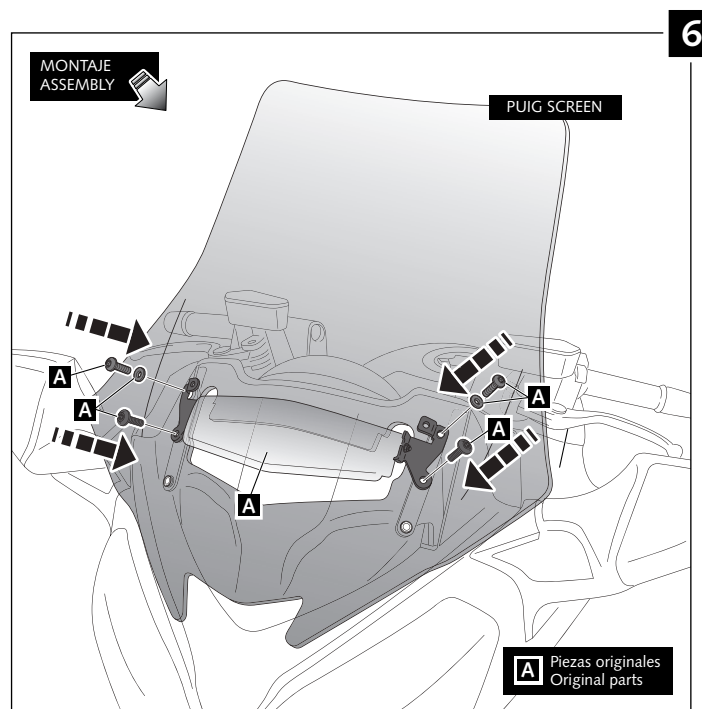 6
MONTAJE
ASSEMBLY
PUIG SCREEN
A
A
A
A
A
A Piezas originales
Original parts